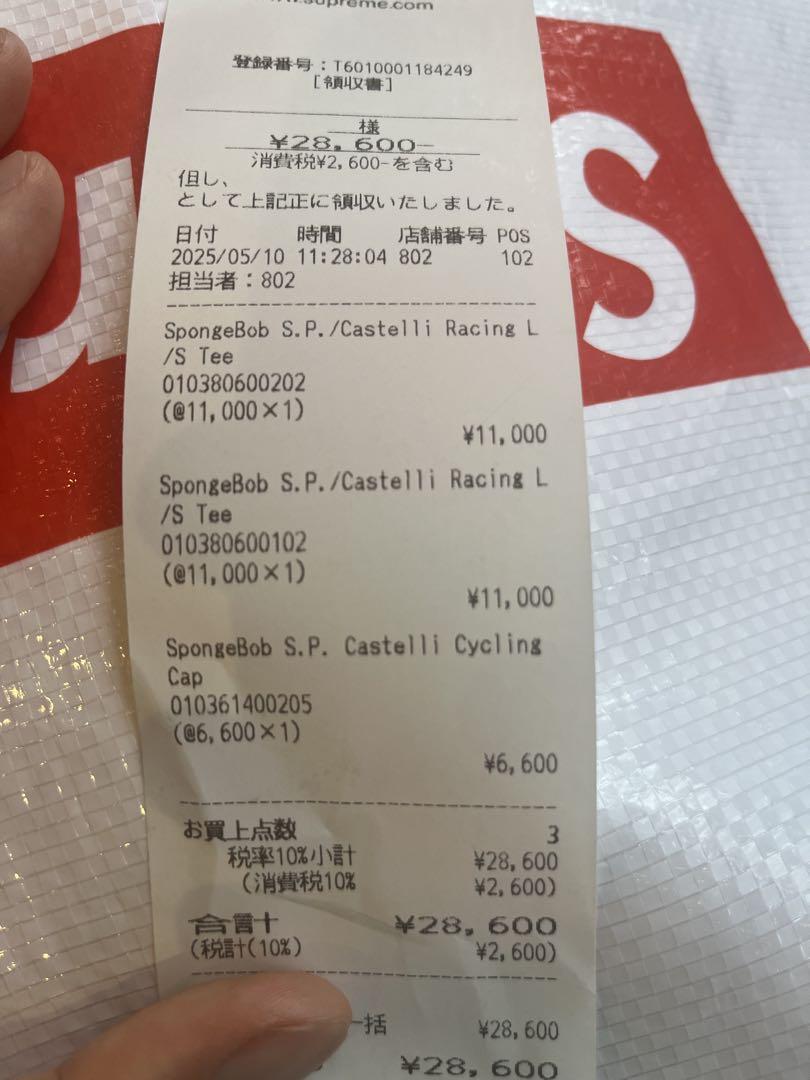 www.supreme.com
登録番号：T6010001184249
[領収書]
様
¥28,600-
消費税¥2,600-を含む
但し、
として上記正に領収いたしました。
日付 時間 店舗番号 POS
2025/05/10 11:28:04 802 102
担当者：802
SpongeBob S.P./Castelli Racing L
/S Tee
010380600202
(@11,000×1)
¥11,000
SpongeBob S.P./Castelli Racing L
/S Tee
010380600102
(@11,000×1)
¥11,000
SpongeBob S.P. Castelli Cycling
Cap
010361400205
(@6,600×1)
¥6,600
お買上点数 3
税率10%小計 ¥28,600
(消費税10% ¥2,600)
合計 ¥28,600
(税計(10%) ¥2,600)
一括 ¥28,600
¥28,600
u s